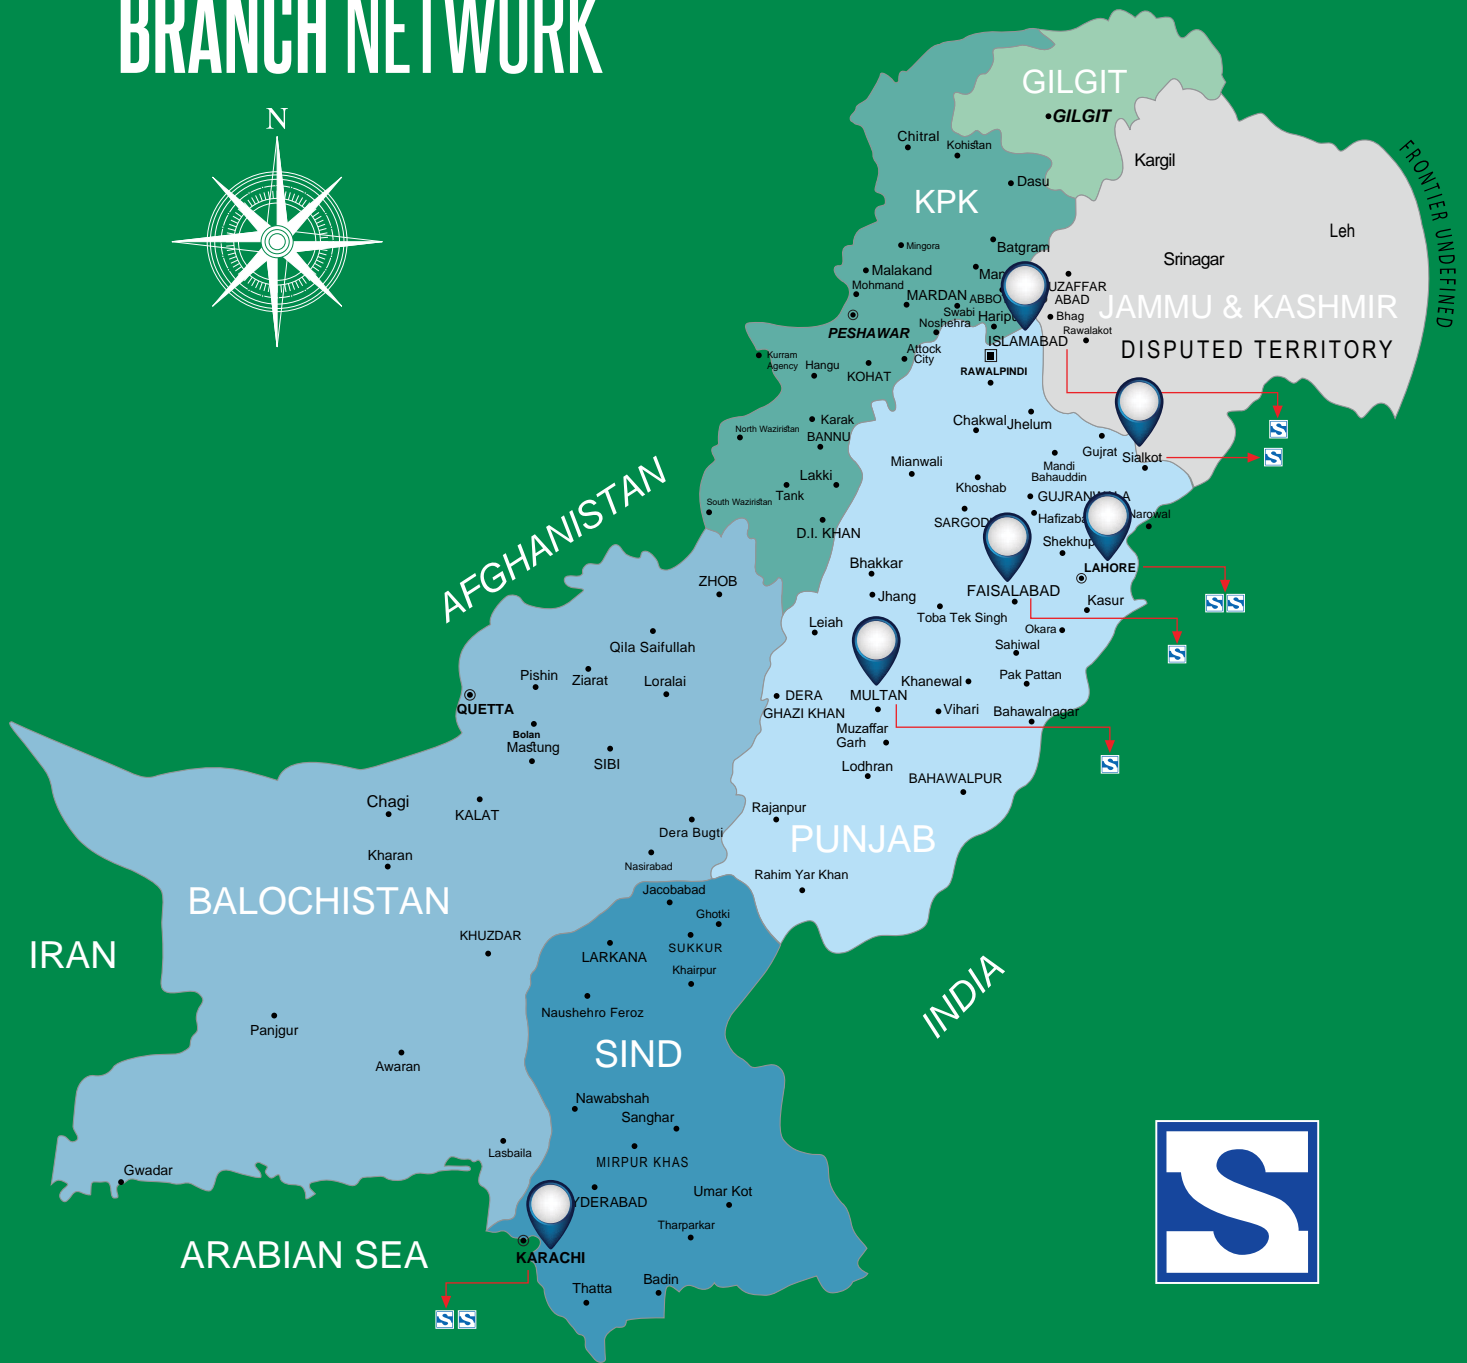 BRANCH NETWORK
N
GILGIT
GILGIT
Chitral
Kohistan
Kargil
Dasu
KPK
FRONTIER UNDEFINED
Leh
Mingora
Batgram
Srinagar
Malakand
Man
Mohmand
UZAFFAR
ABAD
MARDAN
ABBO
JAMMU & KASHMIR
Swabi
Haripu
Bhag
Noshehra
Rawalakot
PESHAWAR
ISLAMABAD
DISPUTED TERRITORY
Attock
City
Kurram
Agency
Hangu
KOHAT
RAWALPINDI
Karak
Chakwal
Jhelum
North Waziristan
BANNU
Gujrat
Sialkot
Mianwali
Mandi
Bahauddin
Lakki
Tank
Khoshab
GUJRANW
LA
South Waziristan
SARGOD
Hafizaba
Narowal
D.I. KHAN
Shekhup
AFGHANISTAN
Bhakkar
LAHORE
ZHOB
FAISALABAD
Jhang
Kasur
Toba Tek Singh
Leiah
Okara
Sahiwal
Qila Saifullah
Pishin
Ziarat
Loralai
Khanewal
Pak Pattan
DERA
GHAZI KHAN
MULTAN
QUETTA
Vihari
Bahawalnagar
Bolan
Mastung
Muzaffar
Garh
SIBI
Lodhran
BAHAWALPUR
Chagi
KALAT
Rajanpur
Dera Bugti
PUNJAB
Kharan
Nasirabad
Rahim Yar Khan
Jacobabad
BALOCHISTAN
Ghotki
KHUZDAR
SUKKUR
IRAN
LARKANA
Khairpur
INDIA
Naushehro Feroz
Panjgur
SIND
Awaran
Nawabshah
Sanghar
Lasbaila
MIRPUR KHAS
Gwadar
YDERABAD
Umar Kot
Tharparkar
ARABIAN SEA
KARACHI
Badin
Thatta